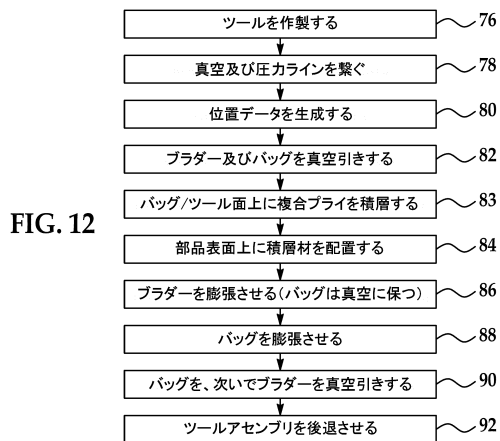 ツールを作製する 76
真空及び圧力ラインを繋ぐ 78
位置データを生成する 80
ブラダー及びバッグを真空引きする 82
バッグ/ツール面上に複合プライを積層する 83
FIG. 12
部品表面上に積層材を配置する 84
ブラダーを膨張させる(バッグは真空に保つ) 86
バッグを膨張させる 88
バッグを、次いでブラダーを真空引きする 90
ツールアセンブリを後退させる 92